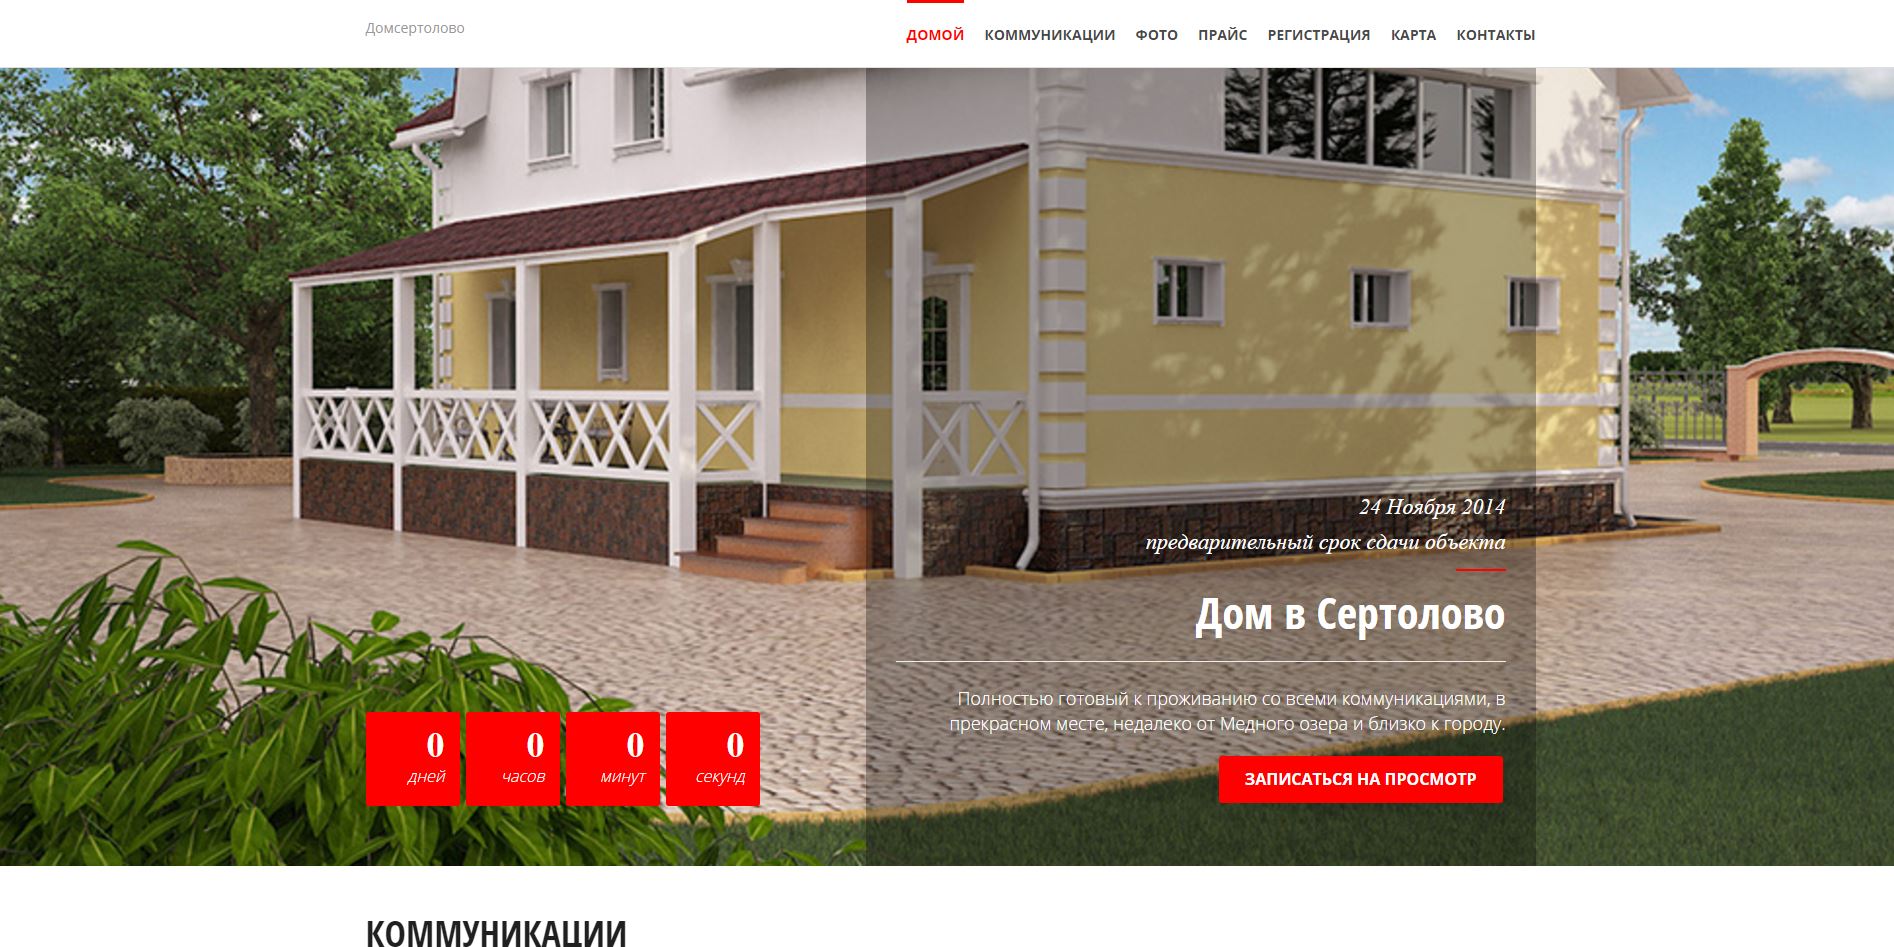 Домсертолово
ДОМОЙ КОММУНИКАЦИИ ФОТО ПРАЙС РЕГИСТРАЦИЯ КАРТА КОНТАКТЫ
24 Ноября 2014
предварительный срок сдачи объекта
Дом в Сертолово
Полностью готовый к проживанию со всеми коммуникациями, в
прекрасном месте, недалеко от Медного озера и близко к городу.
ЗАПИСАТЬСЯ НА ПРОСМОТР
0 0 0 0
дней часов минут секунд
КОММУНИКАЦИИ